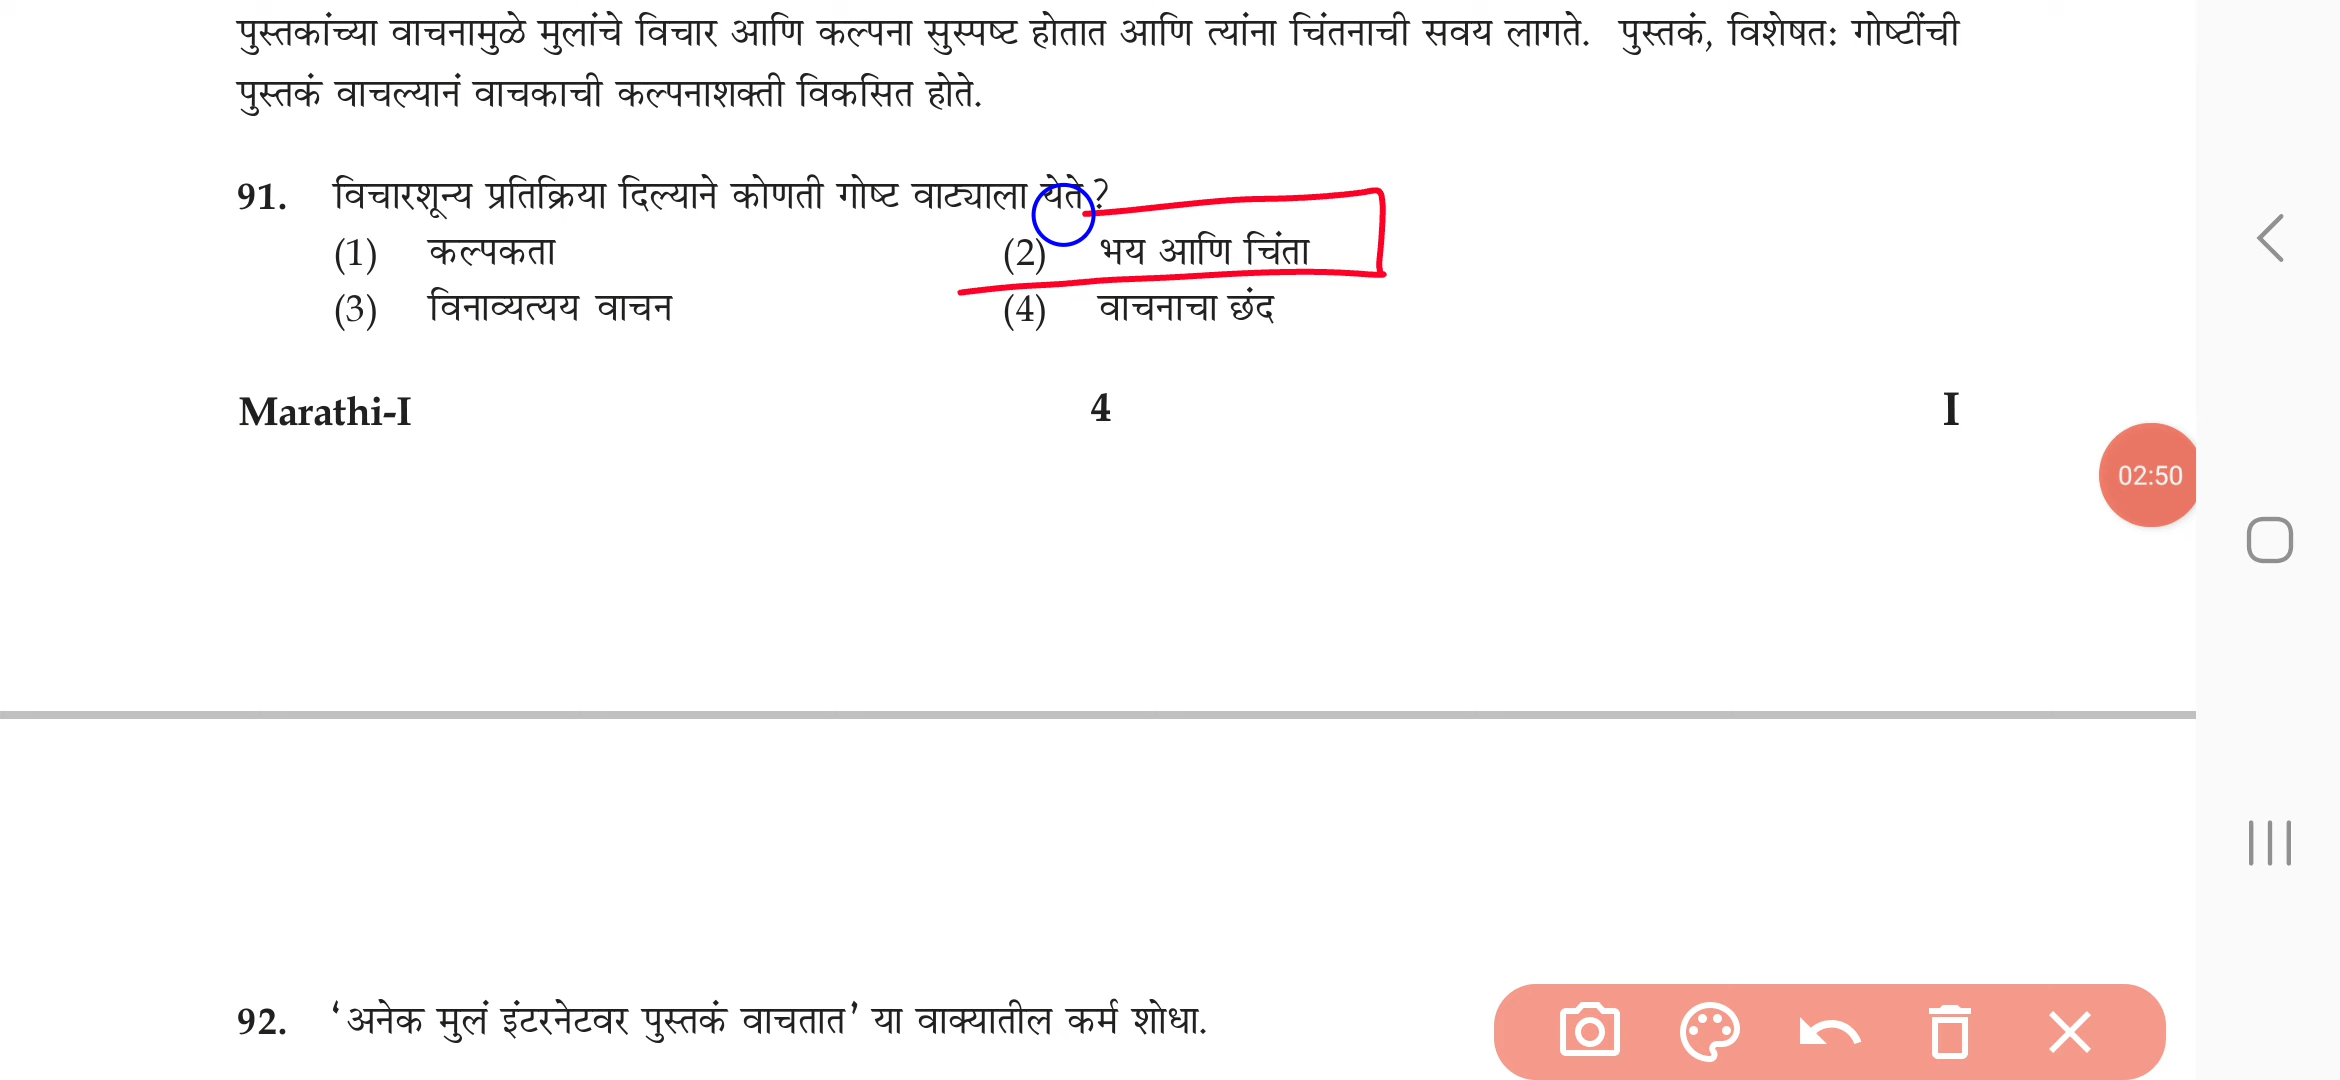 पुस्तकांच्या वाचनामुळे मुलांचे विचार आणि कल्पना सुस्पष्ट होतात आणि त्यांना चिंतनाची सवय लागते. पुस्तकं, विशेषतः गोष्टींची
पुस्तकं वाचल्यानं वाचकाची कल्पनाशक्ती विकसित होते.
91. विचारशून्य प्रतिक्रिया दिल्याने कोणती गोष्ट वाट्याला येते?
(1) कल्पकता (2) भय आणि चिंता
(3) विनाव्यत्यय वाचन (4) वाचनाचा छंद
Marathi-I 4 I
02:50
92. ‘अनेक मुलं इंटरनेटवर पुस्तकं वाचतात’ या वाक्यातील कर्म शोधा.